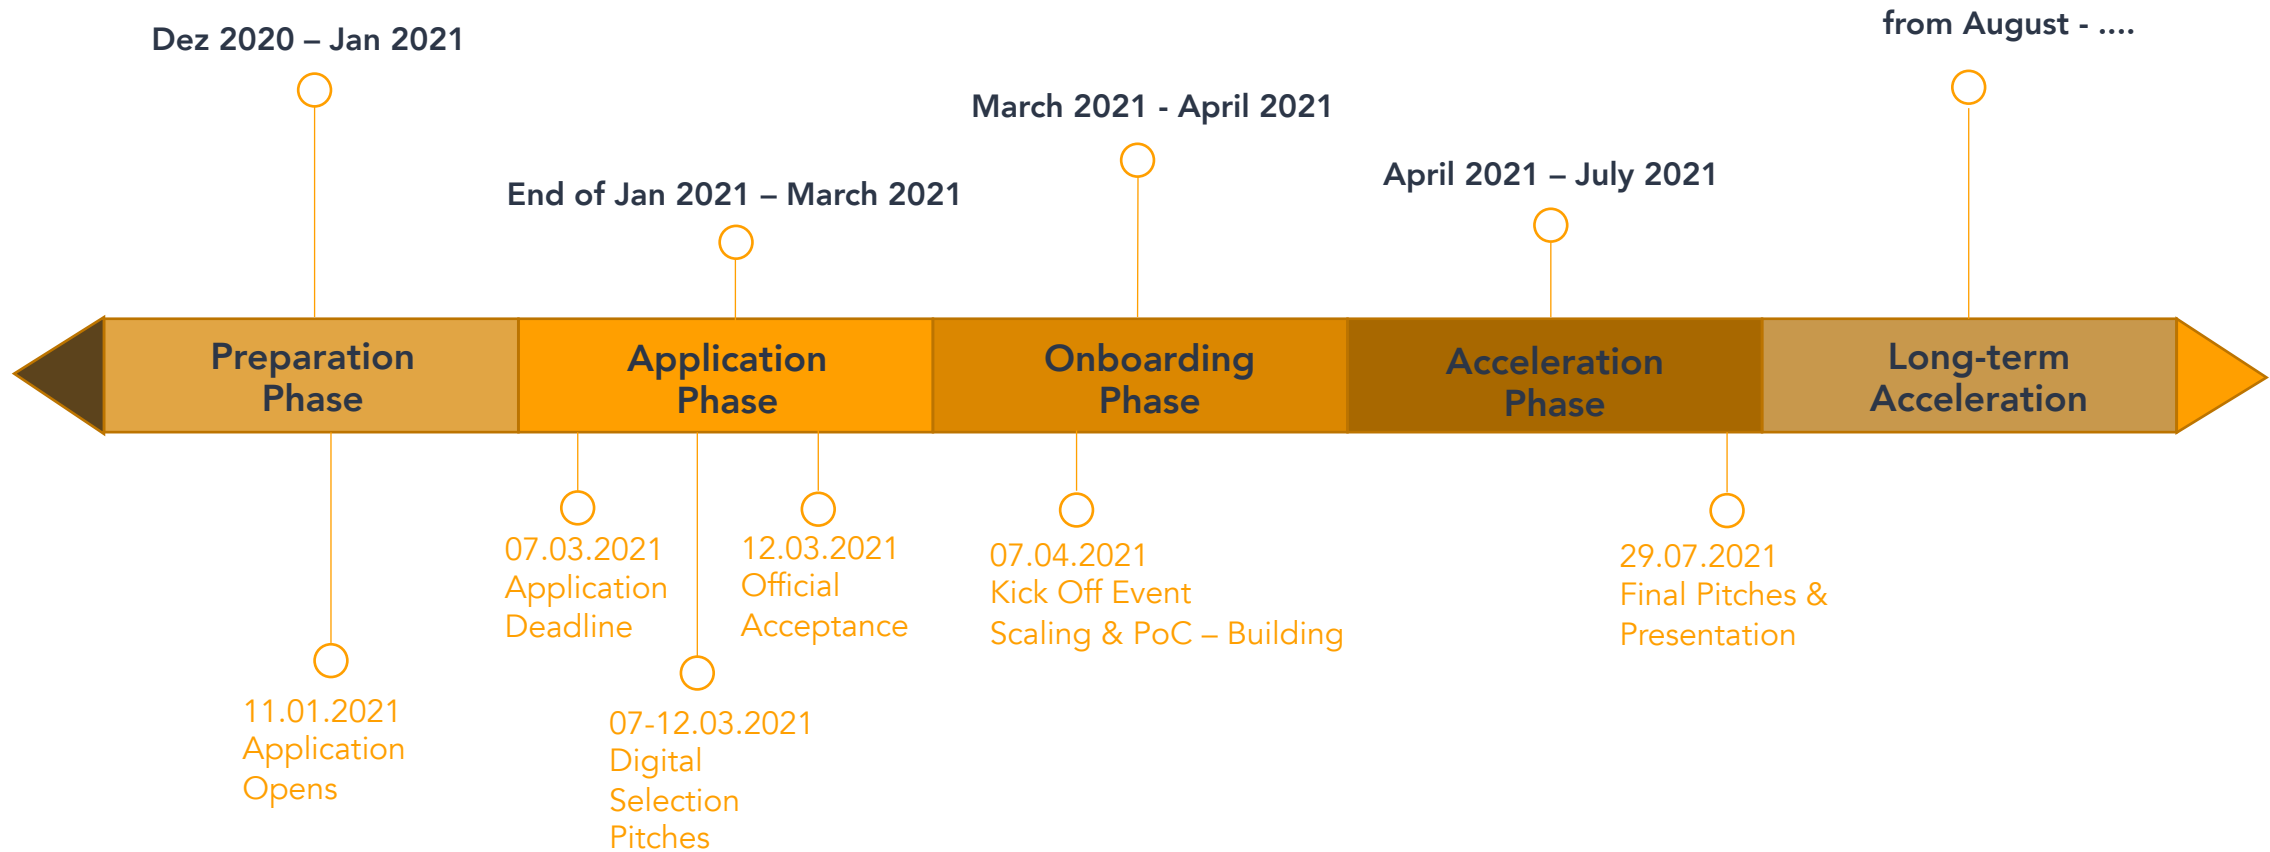 Dez 2020 – Jan 2021
End of Jan 2021 – March 2021
March 2021 - April 2021
April 2021 – July 2021
from August - ....
Preparation
Phase
Application
Phase
Onboarding
Phase
Acceleration
Phase
Long-term
Acceleration
11.01.2021
Application
Opens
07.03.2021
Application
Deadline
07-12.03.2021
Digital
Selection
Pitches
12.03.2021
Official
Acceptance
07.04.2021
Kick Off Event
Scaling & PoC – Building
29.07.2021
Final Pitches &
Presentation